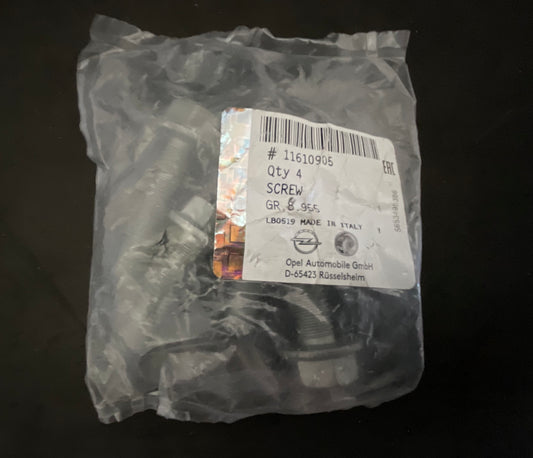 # 11610905
Qty 4
SCREW
GR.8.955
LB0519 MADE IN ITALY
Opel Automobile GmbH
D-65423 Rüsselsheim
EAC